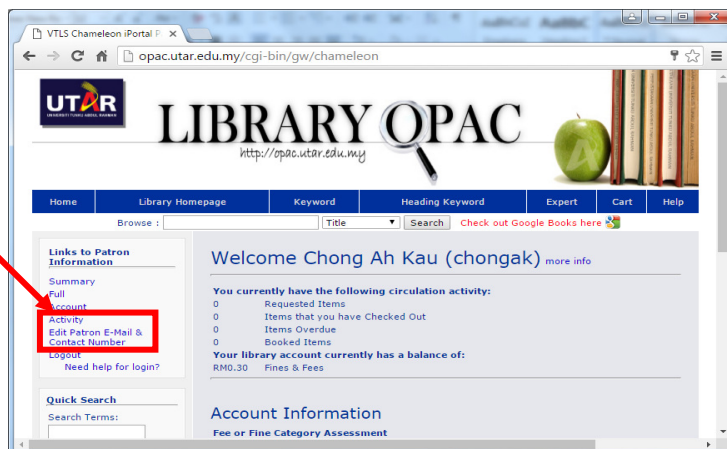 VTLS Chameleon iPortal P
opac.utar.edu.my/cgi-bin/gw/chameleon
UTAR
UNIVERSITI TUNKU ABDUL RAHMAN
LIBRARY OPAC
http://opac.utar.edu.my
Home Library Homepage Keyword Heading Keyword Expert Cart Help
Browse : Title Search Check out Google Books here
Links to Patron
Information
Summary
Full
Account
Activity
Edit Patron E-Mail &
Contact Number
Logout
Need help for login?
Quick Search
Search Terms:
Welcome Chong Ah Kau (chongak) more info
You currently have the following circulation activity:
0 Requested Items
0 Items that you have Checked Out
0 Items Overdue
0 Booked Items
Your library account currently has a balance of:
RM0.30 Fines & Fees
Account Information
Fee or Fine Category Assessment